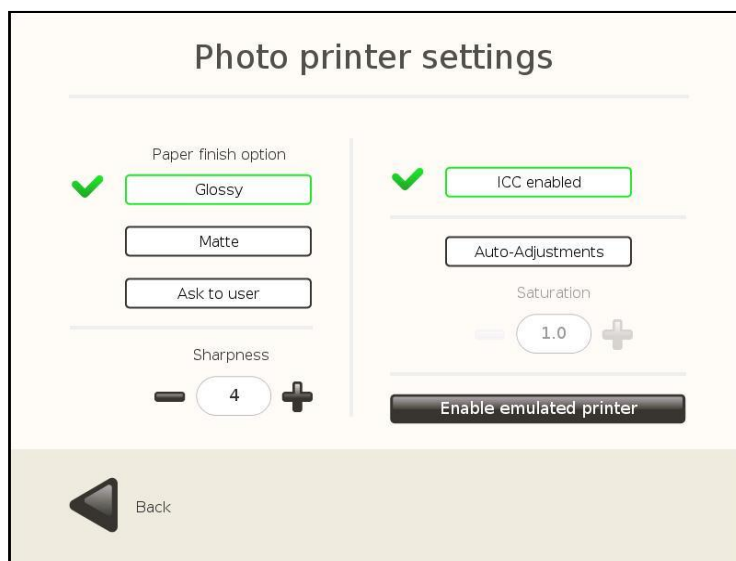 Photo printer settings
Paper finish option
Glossy
Matte
Ask to user
Sharpness
4
ICC enabled
Auto-Adjustments
Saturation
1.0
Enable emulated printer
Back